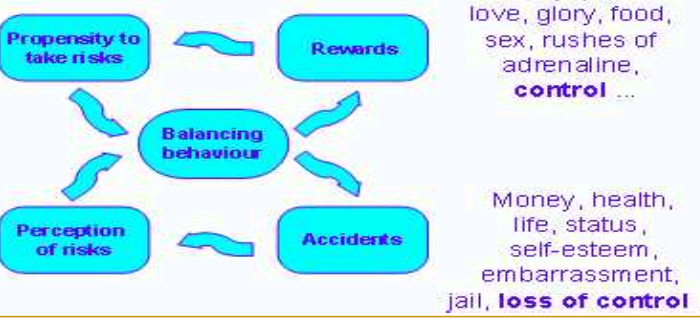 Propensity to
take risks
Rewards
love, glory, food,
sex, rushes of
adrenaline,
control ...
Balancing
behaviour
Perception
of risks
Accidents
Money, health,
life, status,
self-esteem,
embarrassment,
jail, loss of control